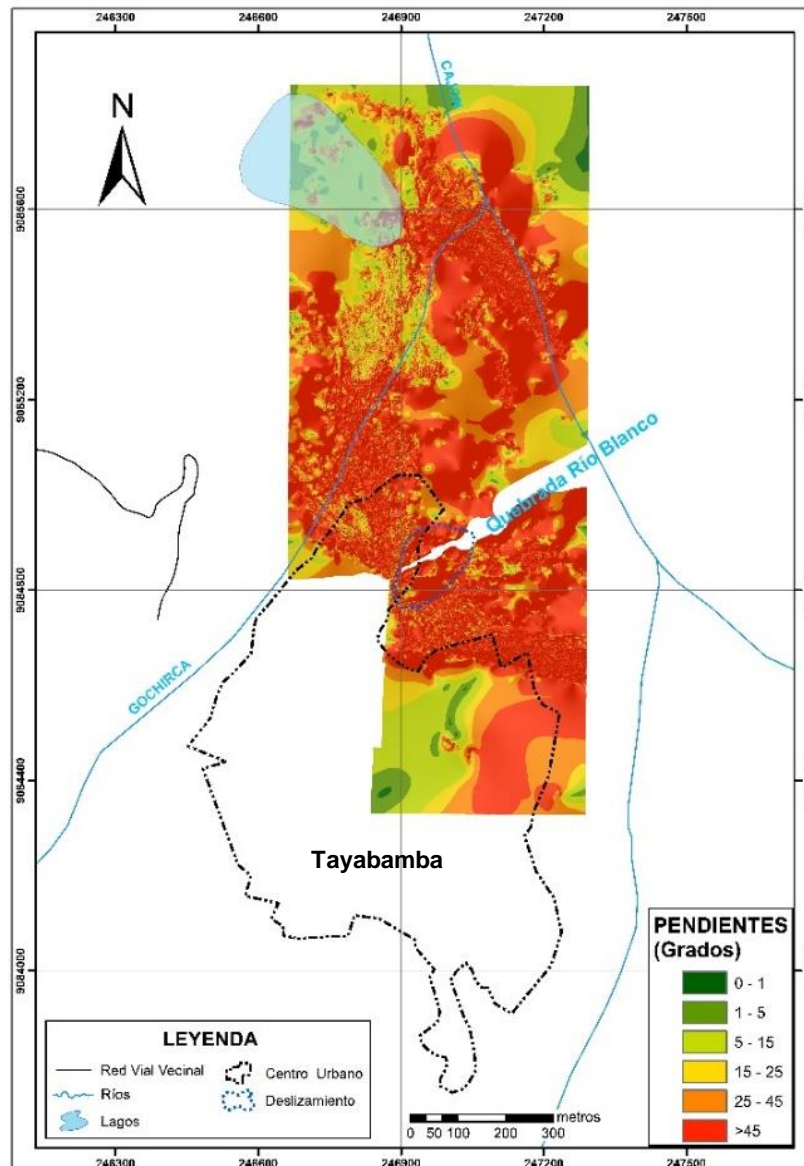 246300 246600 246900 247200 247500
N
CAJON
9085600
9085200
Quebrada Río Blanco
9084800
GOCHIRCA
9084400
Tayabamba
9084000
LEYENDA
Red Vial Vecinal
Ríos
Lagos
Centro Urbano
Deslizamiento
metros
0 50 100 200 300
PENDIENTES
(Grados)
0 - 1
1 - 5
5 - 15
15 - 25
25 - 45
>45
246300 246600 246900 247200 247500